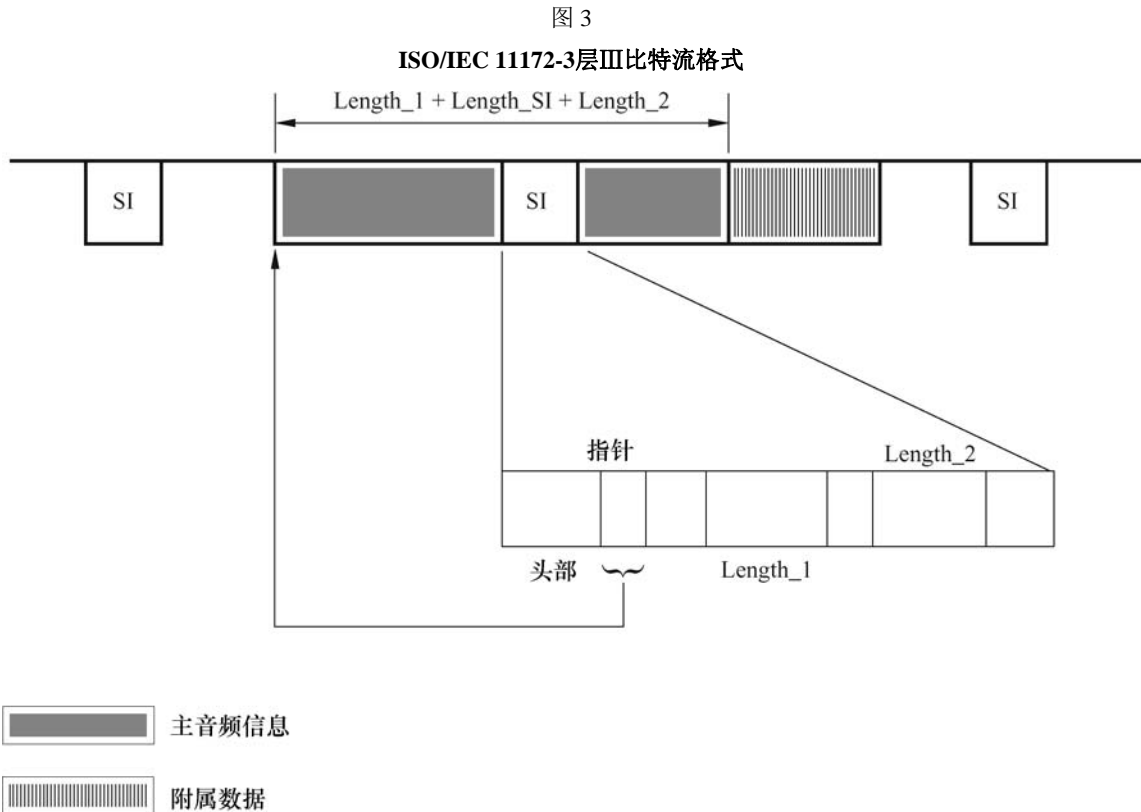 图 3
ISO/IEC 11172-3层Ⅲ比特流格式
Length_1 + Length_SI + Length_2
SI
SI
SI
指针
Length_2
头部
Length_1
主音频信息
附属数据